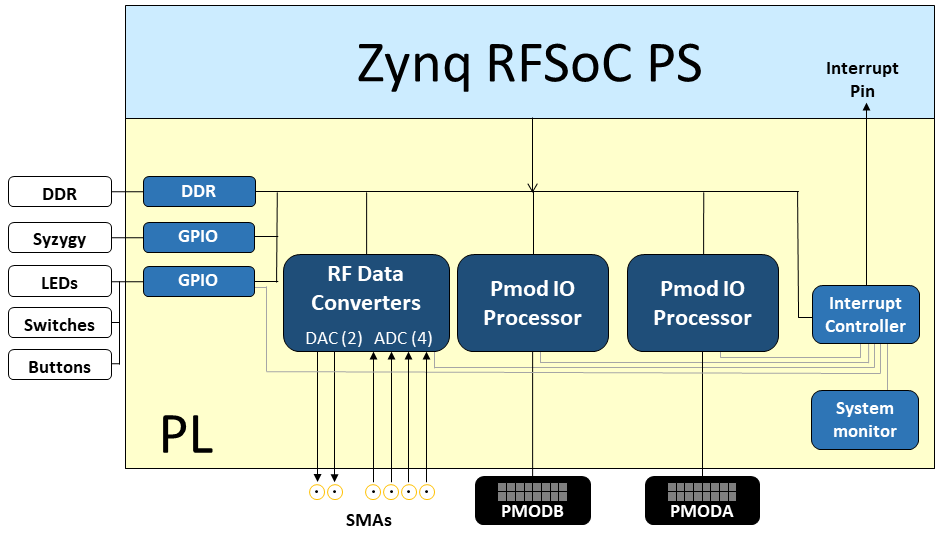 Zynq RFSoC PS
Interrupt
Pin
DDR
DDR
Syzygy
GPIO
LEDs
GPIO
Switches
Buttons
RF Data
Converters
DAC (2) ADC (4)
Pmod IO
Processor
Pmod IO
Processor
Interrupt
Controller
System
monitor
PL
SMAs
PMODB
PMODA